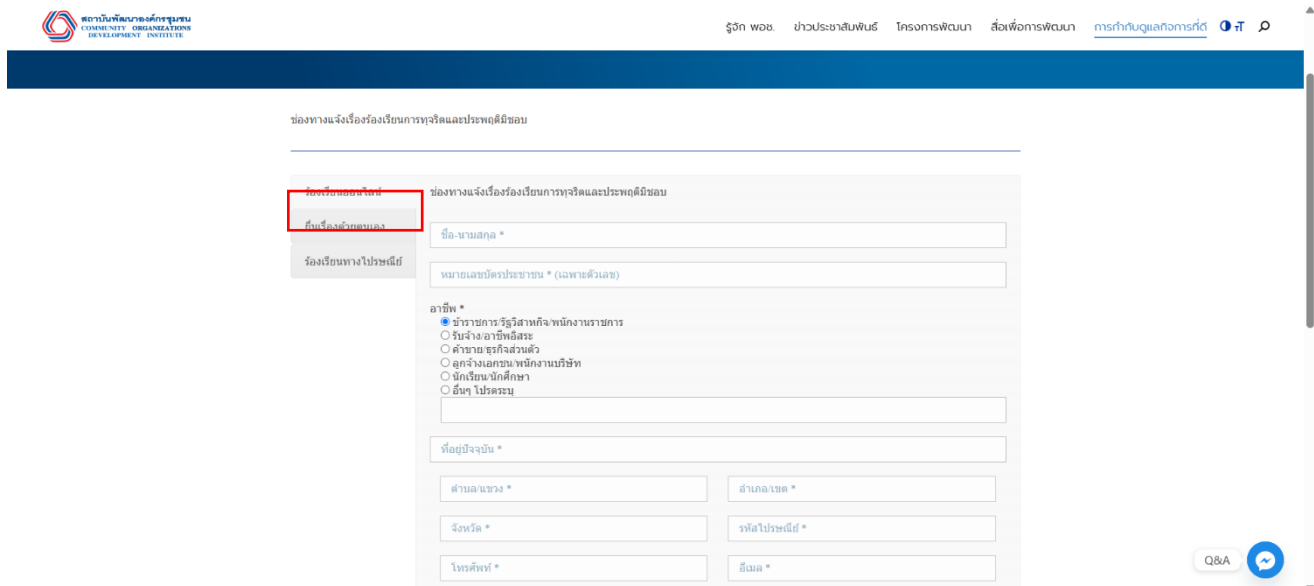 สถาบันพัฒนาองค์กรชุมชน
COMMUNITY ORGANIZATIONS
DEVELOPMENT INSTITUTE
รู้จัก พอช. ข่าวประชาสัมพันธ์ โครงการพัฒนา สื่อเพื่อการพัฒนา การกำกับดูแลกิจการที่ดี
ช่องทางแจ้งเรื่องร้องเรียนการทุจริตและประพฤติมิชอบ
ร้องเรียนออนไลน์
ยื่นเรื่องด้วยตนเอง
ร้องเรียนทางไปรษณีย์
ช่องทางแจ้งเรื่องร้องเรียนการทุจริตและประพฤติมิชอบ
ชื่อ-นามสกุล *
หมายเลขบัตรประชาชน * (เฉพาะตัวเลข)
อาชีพ *
ข้าราชการ/รัฐวิสาหกิจ/พนักงานราชการ
รับจ้าง/อาชีพอิสระ
ค้าขาย/ธุรกิจส่วนตัว
ลูกจ้างเอกชน/พนักงานบริษัท
นักเรียน/นักศึกษา
อื่นๆ โปรดระบุ
ที่อยู่ปัจจุบัน *
ตำบล/แขวง *
อำเภอ/เขต *
จังหวัด *
รหัสไปรษณีย์ *
โทรศัพท์ *
อีเมล *
Q&A